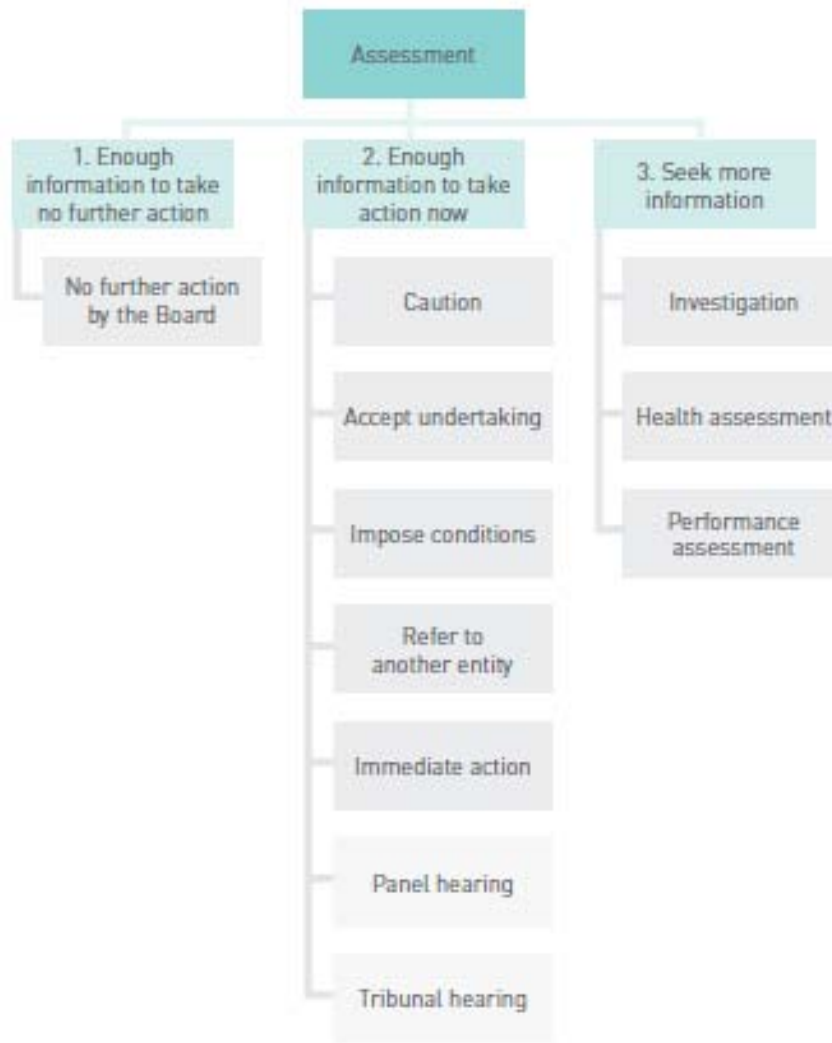 Assessment
1. Enough
information to take
no further action
No further action
by the Board
2. Enough
information to take
action now
Caution
Accept undertaking
Impose conditions
Refer to
another entity
Immediate action
Panel hearing
Tribunal hearing
3. Seek more
information
Investigation
Health assessment
Performance
assessment